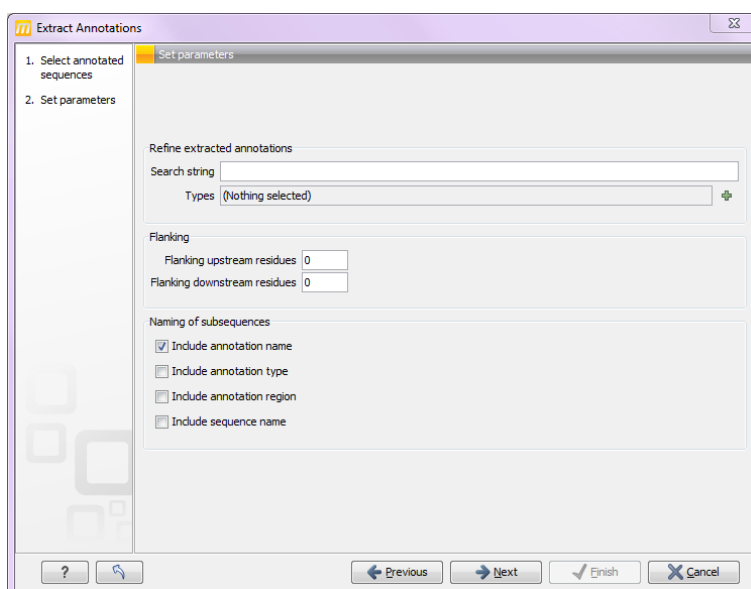 Extract Annotations
1. Select annotated
sequences
2. Set parameters
Set parameters
Refine extracted annotations
Search string
Types (Nothing selected)
Flanking
Flanking upstream residues 0
Flanking downstream residues 0
Naming of subsequences
Include annotation name
Include annotation type
Include annotation region
Include sequence name
? Previous Next Finish Cancel